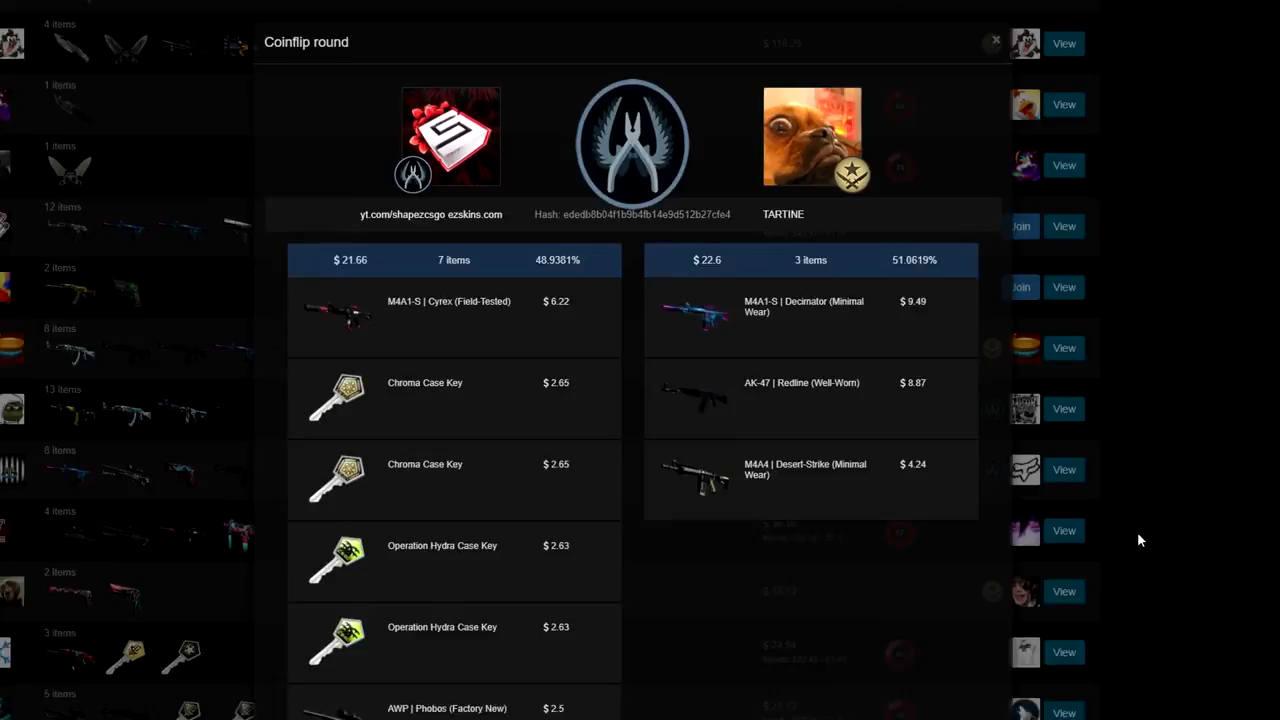 Coinflip round
×
yt.com/shapezcsgo ezskins.com
Hash: ededb8b04f1b9b4fb14e9d512b27cfe4
TARTINE
$ 21.66 7 items 48.9381%
M4A1-S | Cyrex (Field-Tested) $ 6.22
Chroma Case Key $ 2.65
Chroma Case Key $ 2.65
Operation Hydra Case Key $ 2.63
Operation Hydra Case Key $ 2.63
AWP | Phobos (Factory New) $ 2.5
$ 22.6 3 items 51.0619%
M4A1-S | Decimator (Minimal
Wear) $ 9.49
AK-47 | Redline (Well-Worn) $ 8.87
M4A4 | Desert-Strike (Minimal
Wear) $ 4.24
4 items
$ 116.29
View
1 items
View
1 items
View
12 items
Join View
2 items
Join View
8 items
View
13 items
View
8 items
View
4 items
View
2 items
View
3 items
$ 24.94
View
5 items
View